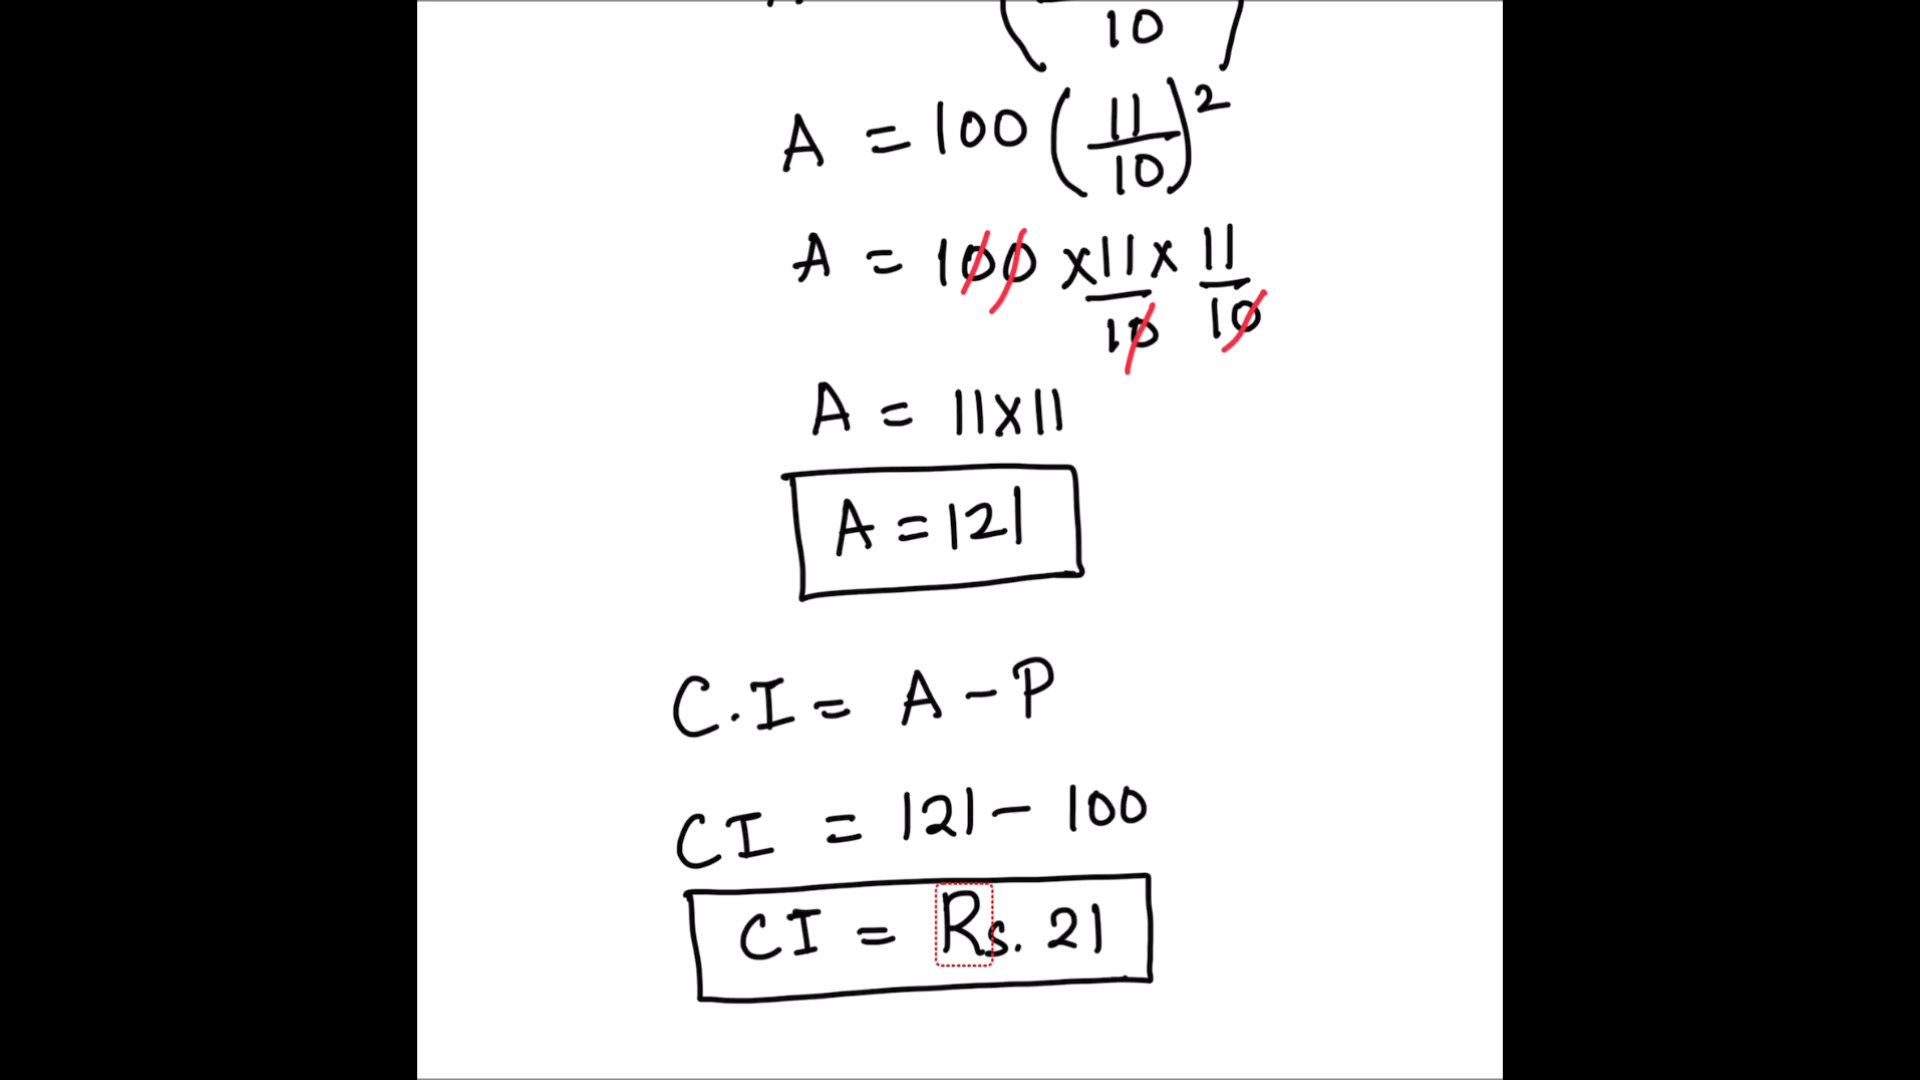 10
A = 100 (11/10)²
A = 100 x 11/10 x 11/10
A = 11x11
A = 121
C.I = A - P
CI = 121 - 100
CI = Rs. 21